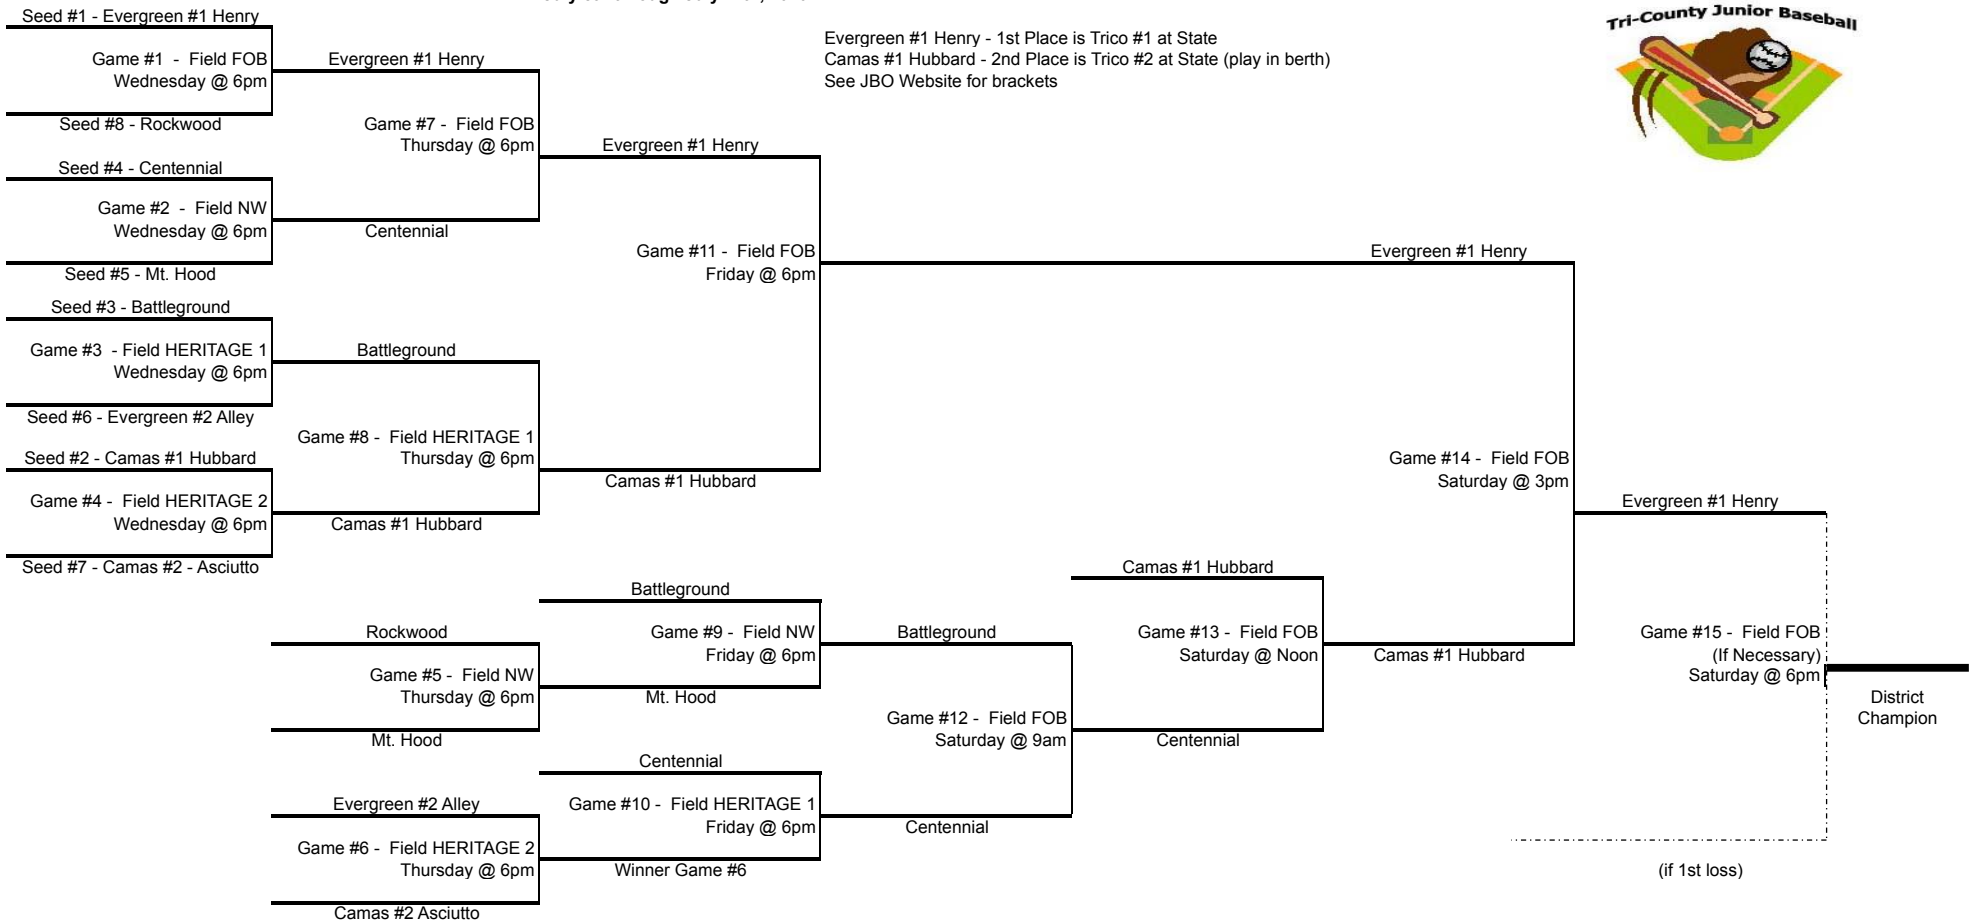 Seed #1 - Evergreen #1 Henry
Game #1 - Field FOB
Wednesday @ 6pm
Seed #8 - Rockwood
Seed #4 - Centennial
Game #2 - Field NW
Wednesday @ 6pm
Seed #5 - Mt. Hood
Seed #3 - Battleground
Game #3 - Field HERITAGE 1
Wednesday @ 6pm
Seed #6 - Evergreen #2 Alley
Seed #2 - Camas #1 Hubbard
Game #4 - Field HERITAGE 2
Wednesday @ 6pm
Seed #7 - Camas #2 - Asciutto
Evergreen #1 Henry
Game #7 - Field FOB
Thursday @ 6pm
Centennial
Battleground
Game #8 - Field HERITAGE 1
Thursday @ 6pm
Camas #1 Hubbard
Rockwood
Game #5 - Field NW
Thursday @ 6pm
Mt. Hood
Evergreen #2 Alley
Game #6 - Field HERITAGE 2
Thursday @ 6pm
Camas #2 Asciutto
Evergreen #1 Henry
Game #11 - Field FOB
Friday @ 6pm
Camas #1 Hubbard
Battleground
Game #9 - Field NW
Friday @ 6pm
Mt. Hood
Centennial
Game #10 - Field HERITAGE 1
Friday @ 6pm
Winner Game #6
Evergreen #1 Henry - 1st Place is Trico #1 at State
Camas #1 Hubbard - 2nd Place is Trico #2 at State (play in berth)
See JBO Website for brackets
Battleground
Game #12 - Field FOB
Saturday @ 9am
Centennial
Camas #1 Hubbard
Game #13 - Field FOB
Saturday @ Noon
Centennial
Evergreen #1 Henry
Game #14 - Field FOB
Saturday @ 3pm
Camas #1 Hubbard
Tri-County Junior Baseball
Evergreen #1 Henry
Game #15 - Field FOB
(If Necessary)
Saturday @ 6pm
(if 1st loss)
District
Champion